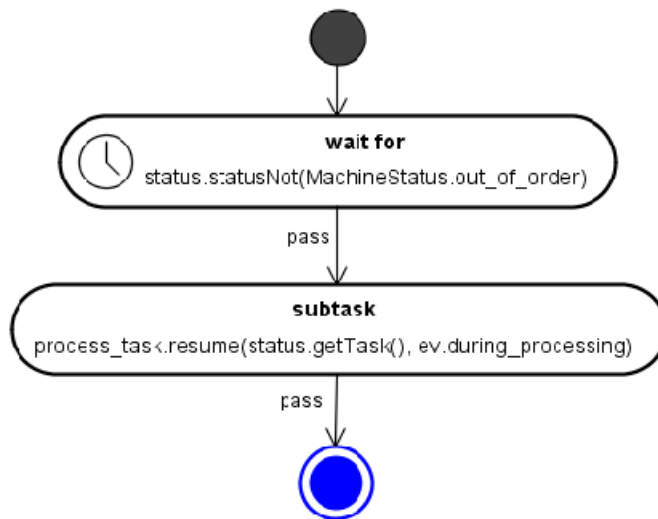 wait for
status.statusNot(MachineStatus.out_of_order)
pass
subtask
process_task.resume(status.getTask(), ev.during_processing)
pass